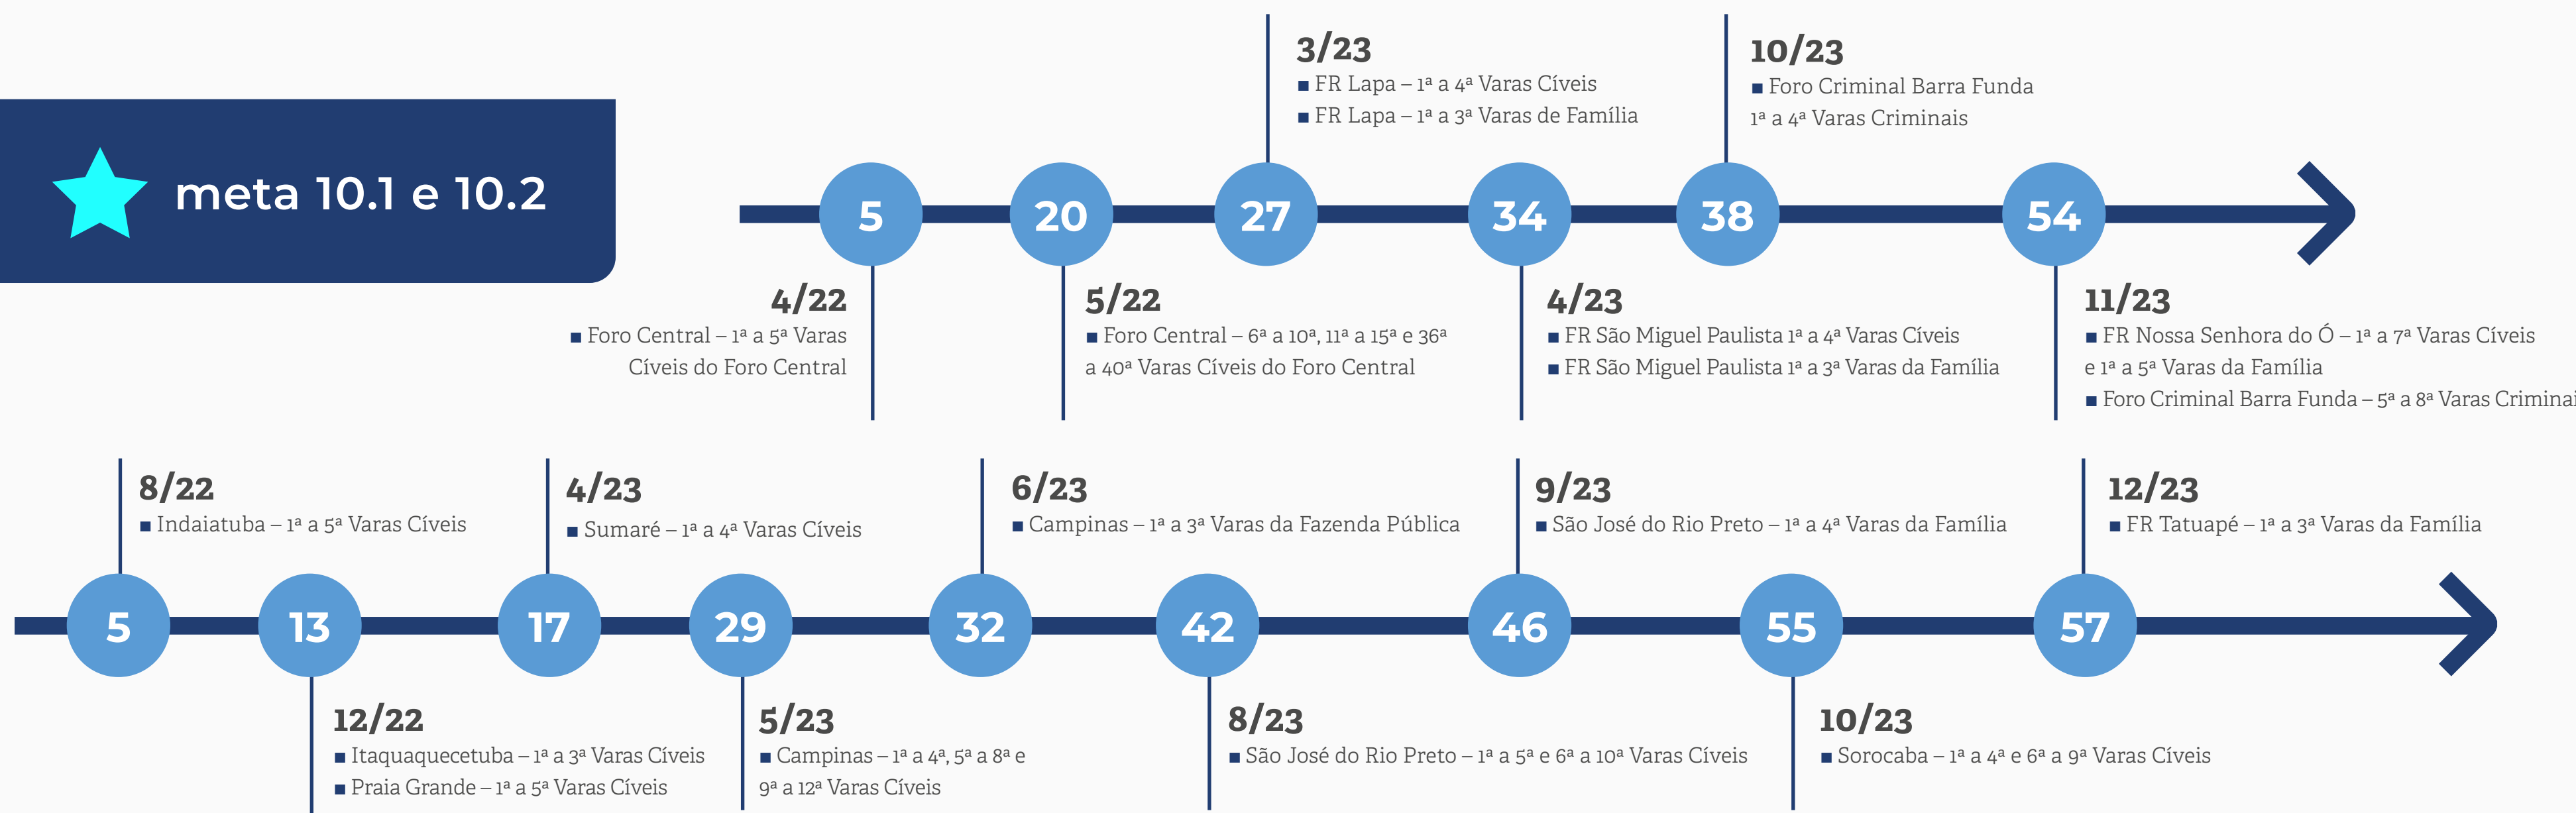 meta 10.1 e 10.2
3/23
■ FR Lapa – 1ª a 4ª Varas Cíveis
■ FR Lapa – 1ª a 3ª Varas de Família
10/23
■ Foro Criminal Barra Funda
1ª a 4ª Varas Criminais
5
20
27
34
38
54
4/22
■ Foro Central – 1ª a 5ª Varas
Cíveis do Foro Central
5/22
■ Foro Central – 6ª a 10ª, 11ª a 15ª e 36ª
a 40ª Varas Cíveis do Foro Central
4/23
■ FR São Miguel Paulista 1ª a 4ª Varas Cíveis
■ FR São Miguel Paulista 1ª a 3ª Varas da Família
11/23
■ FR Nossa Senhora do Ó – 1ª a 7ª Varas Cíveis
e 1ª a 5ª Varas da Família
■ Foro Criminal Barra Funda – 5ª a 8ª Varas
8/22
■ Indaiatuba – 1ª a 5ª Varas Cíveis
4/23
■ Sumaré – 1ª a 4ª Varas Cíveis
6/23
■ Campinas – 1ª a 3ª Varas da Fazenda Pública
9/23
■ São José do Rio Preto – 1ª a 4ª Varas da Família
12/23
■ FR Tatuapé – 1ª a 3ª Varas da Família
5
13
17
29
32
42
46
55
57
12/22
■ Itaquaquecetuba – 1ª a 3ª Varas Cíveis
■ Praia Grande – 1ª a 5ª Varas Cíveis
5/23
■ Campinas – 1ª a 4ª, 5ª a 8ª e
9ª a 12ª Varas Cíveis
8/23
■ São José do Rio Preto – 1ª a 5ª e 6ª a 10ª Varas Cíveis
10/23
■ Sorocaba – 1ª a 4ª e 6ª a 9ª Varas Cíveis